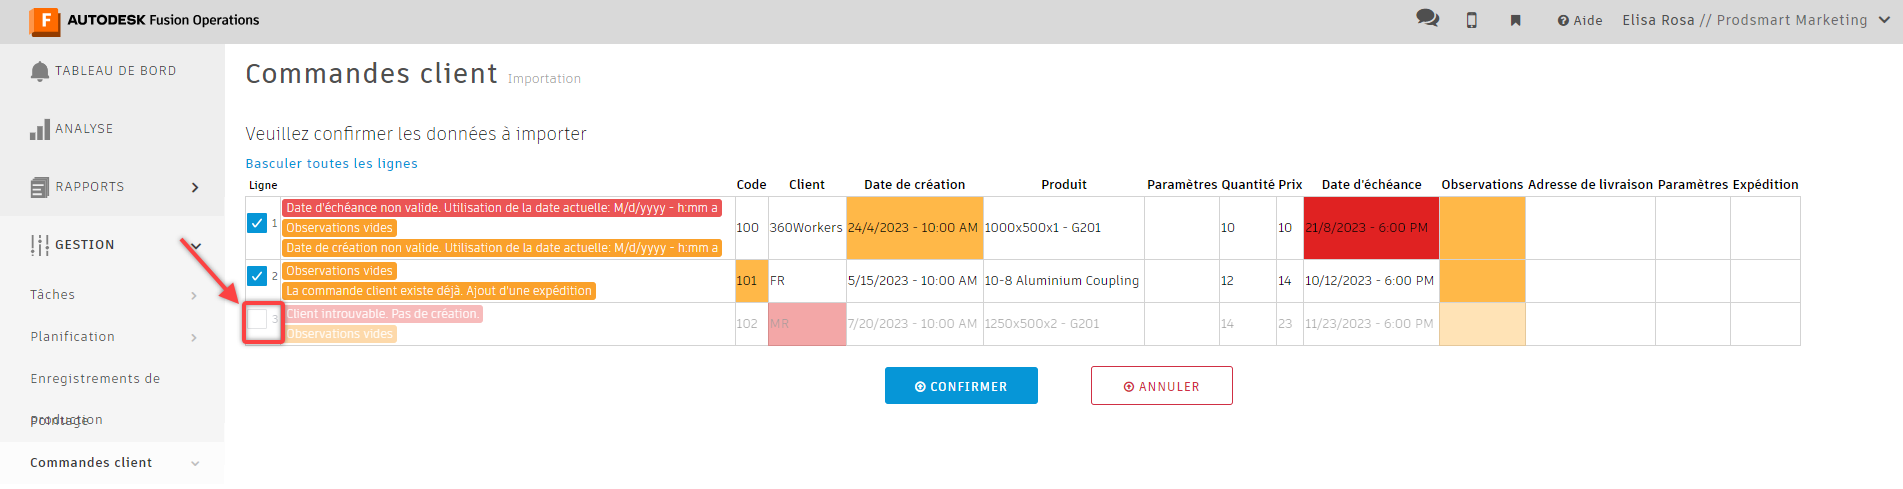 F AUTODESK Fusion Operations
Aide
Elisa Rosa // Prodsmart Marketing
TABLEAU DE BORD
ANALYSE
RAPPORTS
GESTION
Tâches
Planification
Enregistrements de
production
Pointage
Commandes client
Commandes client Importation
Veuillez confirmer les données à importer
Basculer toutes les lignes
Ligne Code Client Date de création Produit Paramètres Quantité Prix Date d'échéance Observations Adresse de livraison Paramètres Expédition
Date d'échéance non valide. Utilisation de la date actuelle: M/d/yyyy - h:mm a
1 Observations vides 100 360Workers 24/4/2023 - 10:00 AM 1000x500x1 - G201 10 10 21/8/2023 - 6:00 PM
Date de création non valide. Utilisation de la date actuelle: M/d/yyyy - h:mm a
2 Observations vides 101 FR 5/15/2023 - 10:00 AM 10-8 Aluminium Coupling 12 14 10/12/2023 - 6:00 PM
La commande client existe déjà. Ajout d'une expédition
3 Client introuvable. Pas de création. 102 MR 7/20/2023 - 10:00 AM 1250x500x2 - G201 14 23 11/23/2023 - 6:00 PM
Observations vides
CONFIRMER
ANNULER